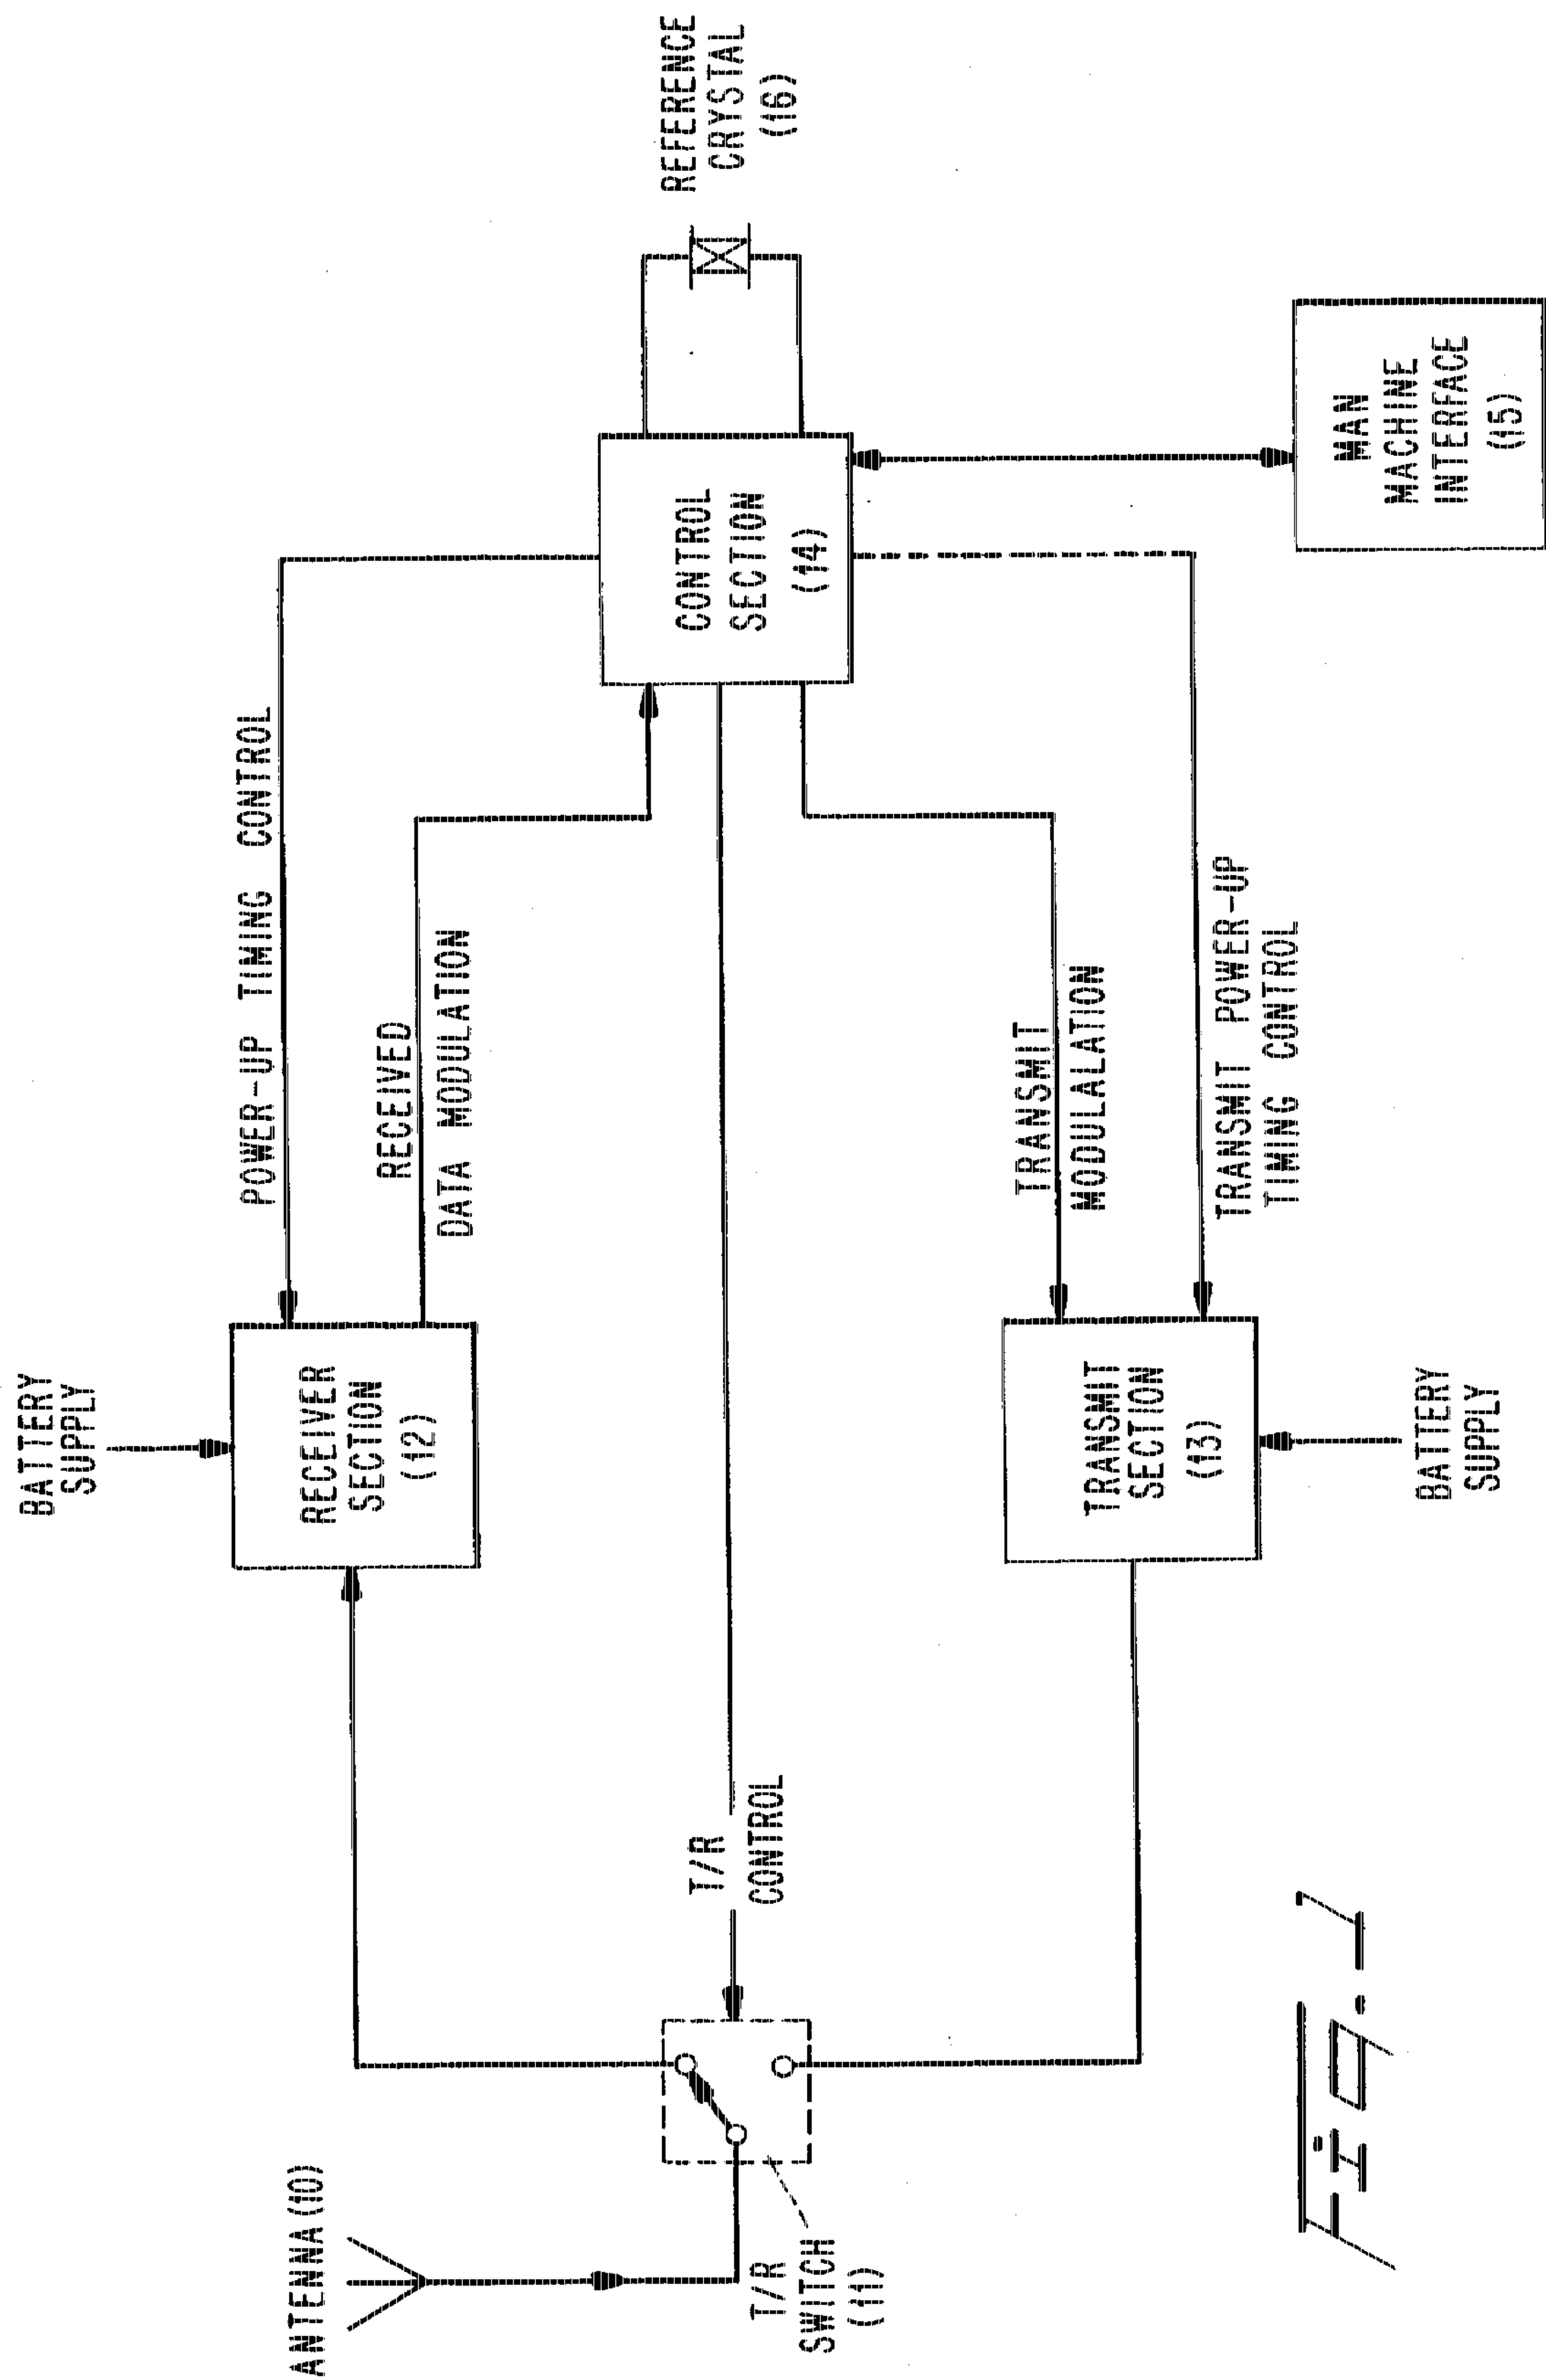 BATTERY
SUPPLY
POWER-UP TIMING CONTROL
ANTENNA (10)
RECEIVER
SECTION
(12)
RECEIVED
DATA MODULATION
REFERENCE
CRYSTAL
(16)
CONTROL
SECTION
(14)
T/R
CONTROL
T/R
SWITCH
(11)
TRANSMIT
MODULALATION
TRANSMIT
SECTION
(13)
TRANSMIT POWER-UP
TIMING CONTROL
MAN
MACHINE
INTERFACE
(15)
BATTERY
SUPPLY
Fig. 1